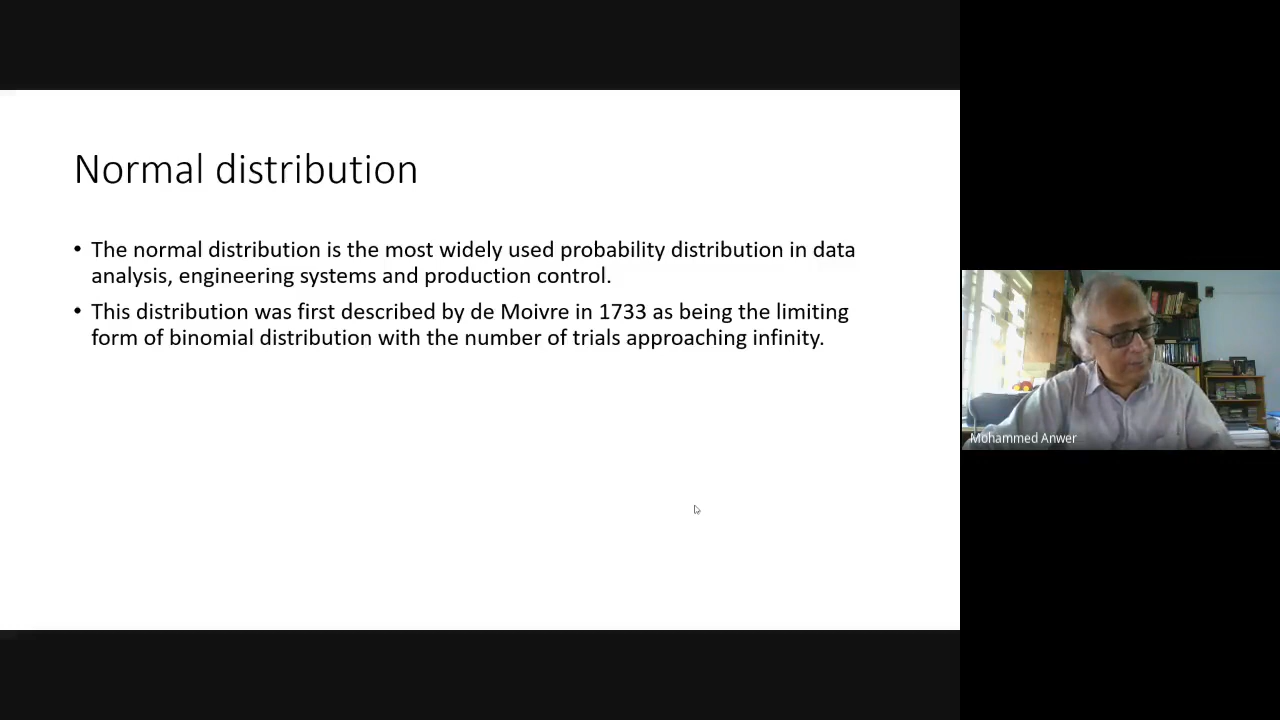 Normal distribution
• The normal distribution is the most widely used probability distribution in data
analysis, engineering systems and production control.
• This distribution was first described by de Moivre in 1733 as being the limiting
form of binomial distribution with the number of trials approaching infinity.
Mohammed Anwer